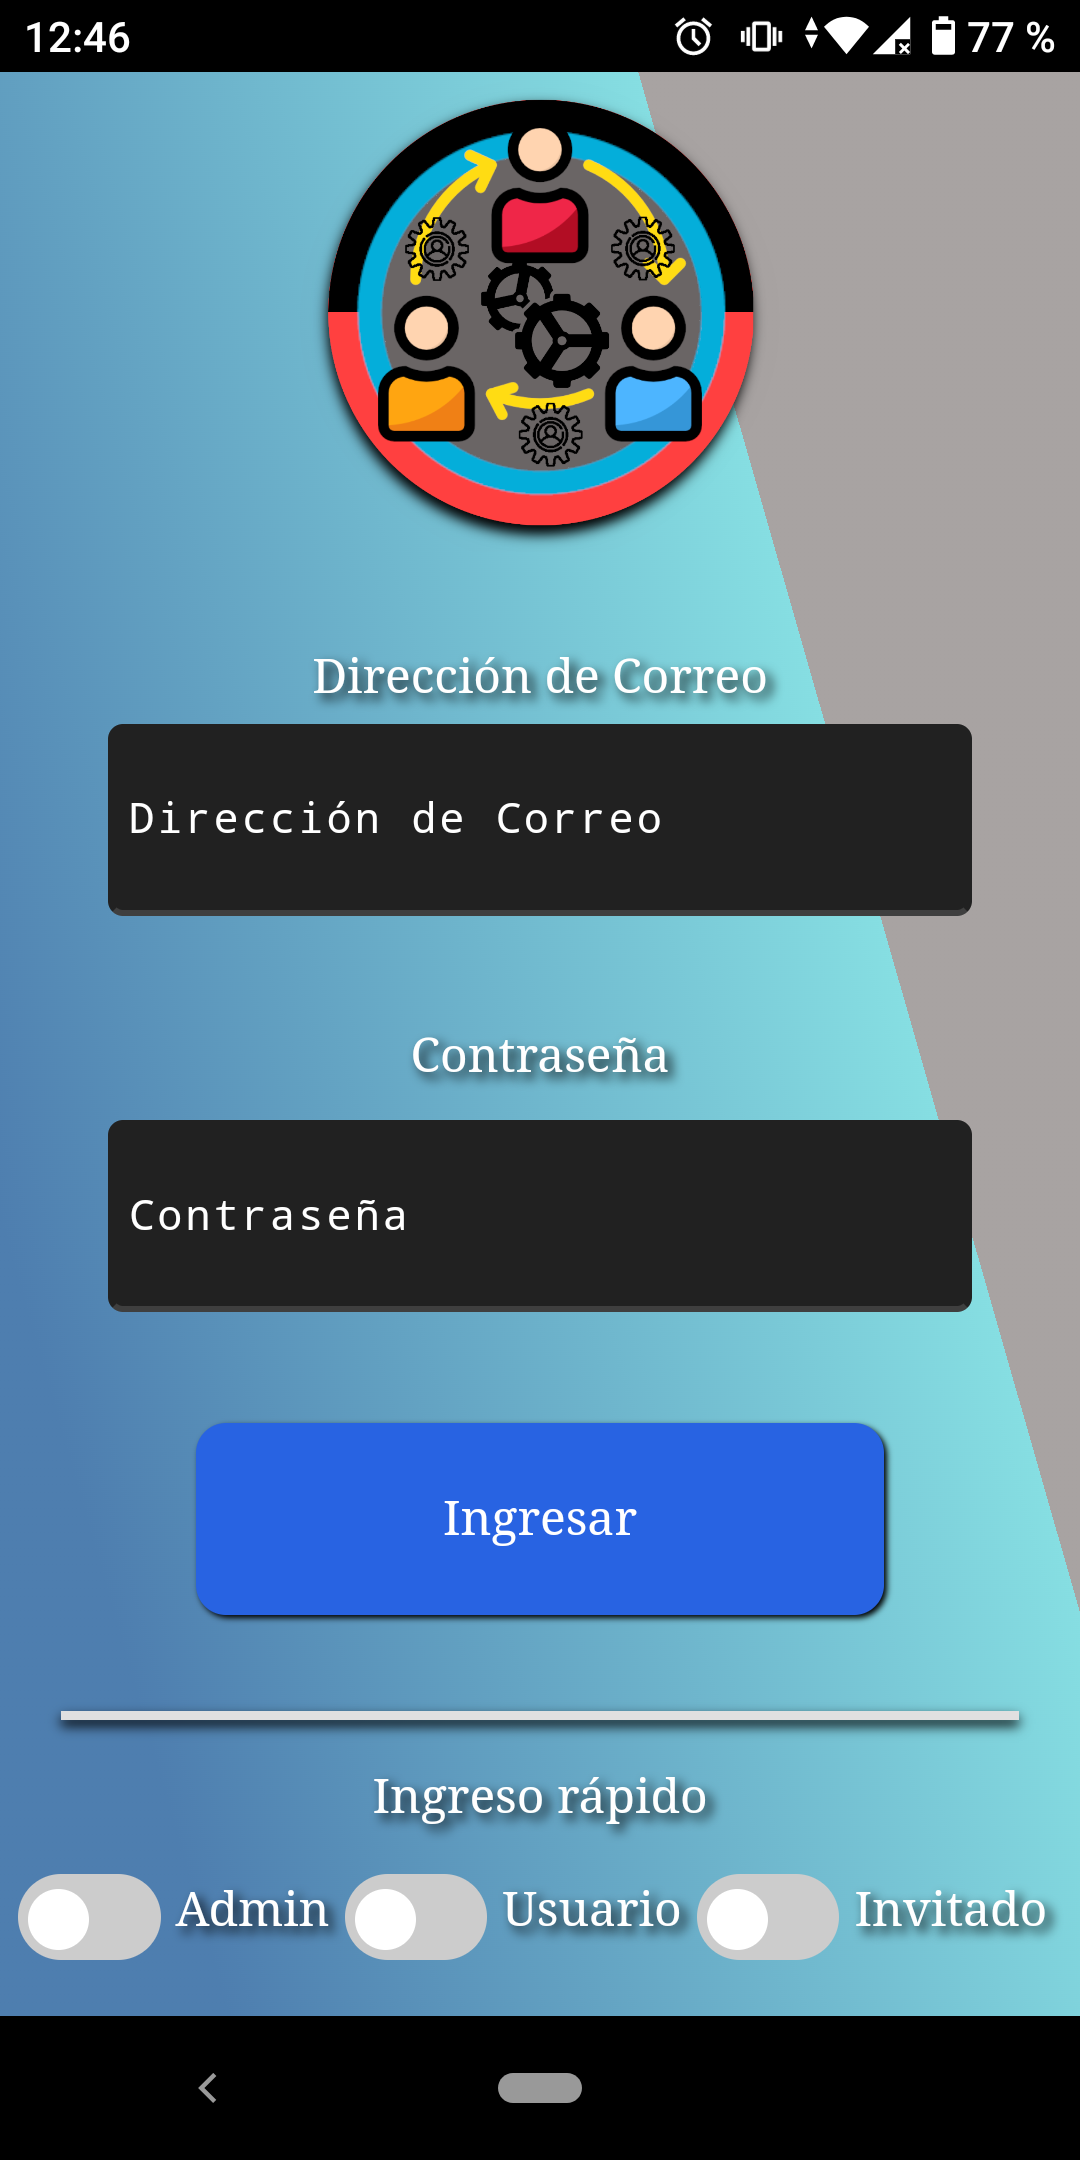 12:46
77 %
Dirección de Correo
Dirección de Correo
Contraseña
Contraseña
Ingresar
Ingreso rápido
Admin Usuario Invitado